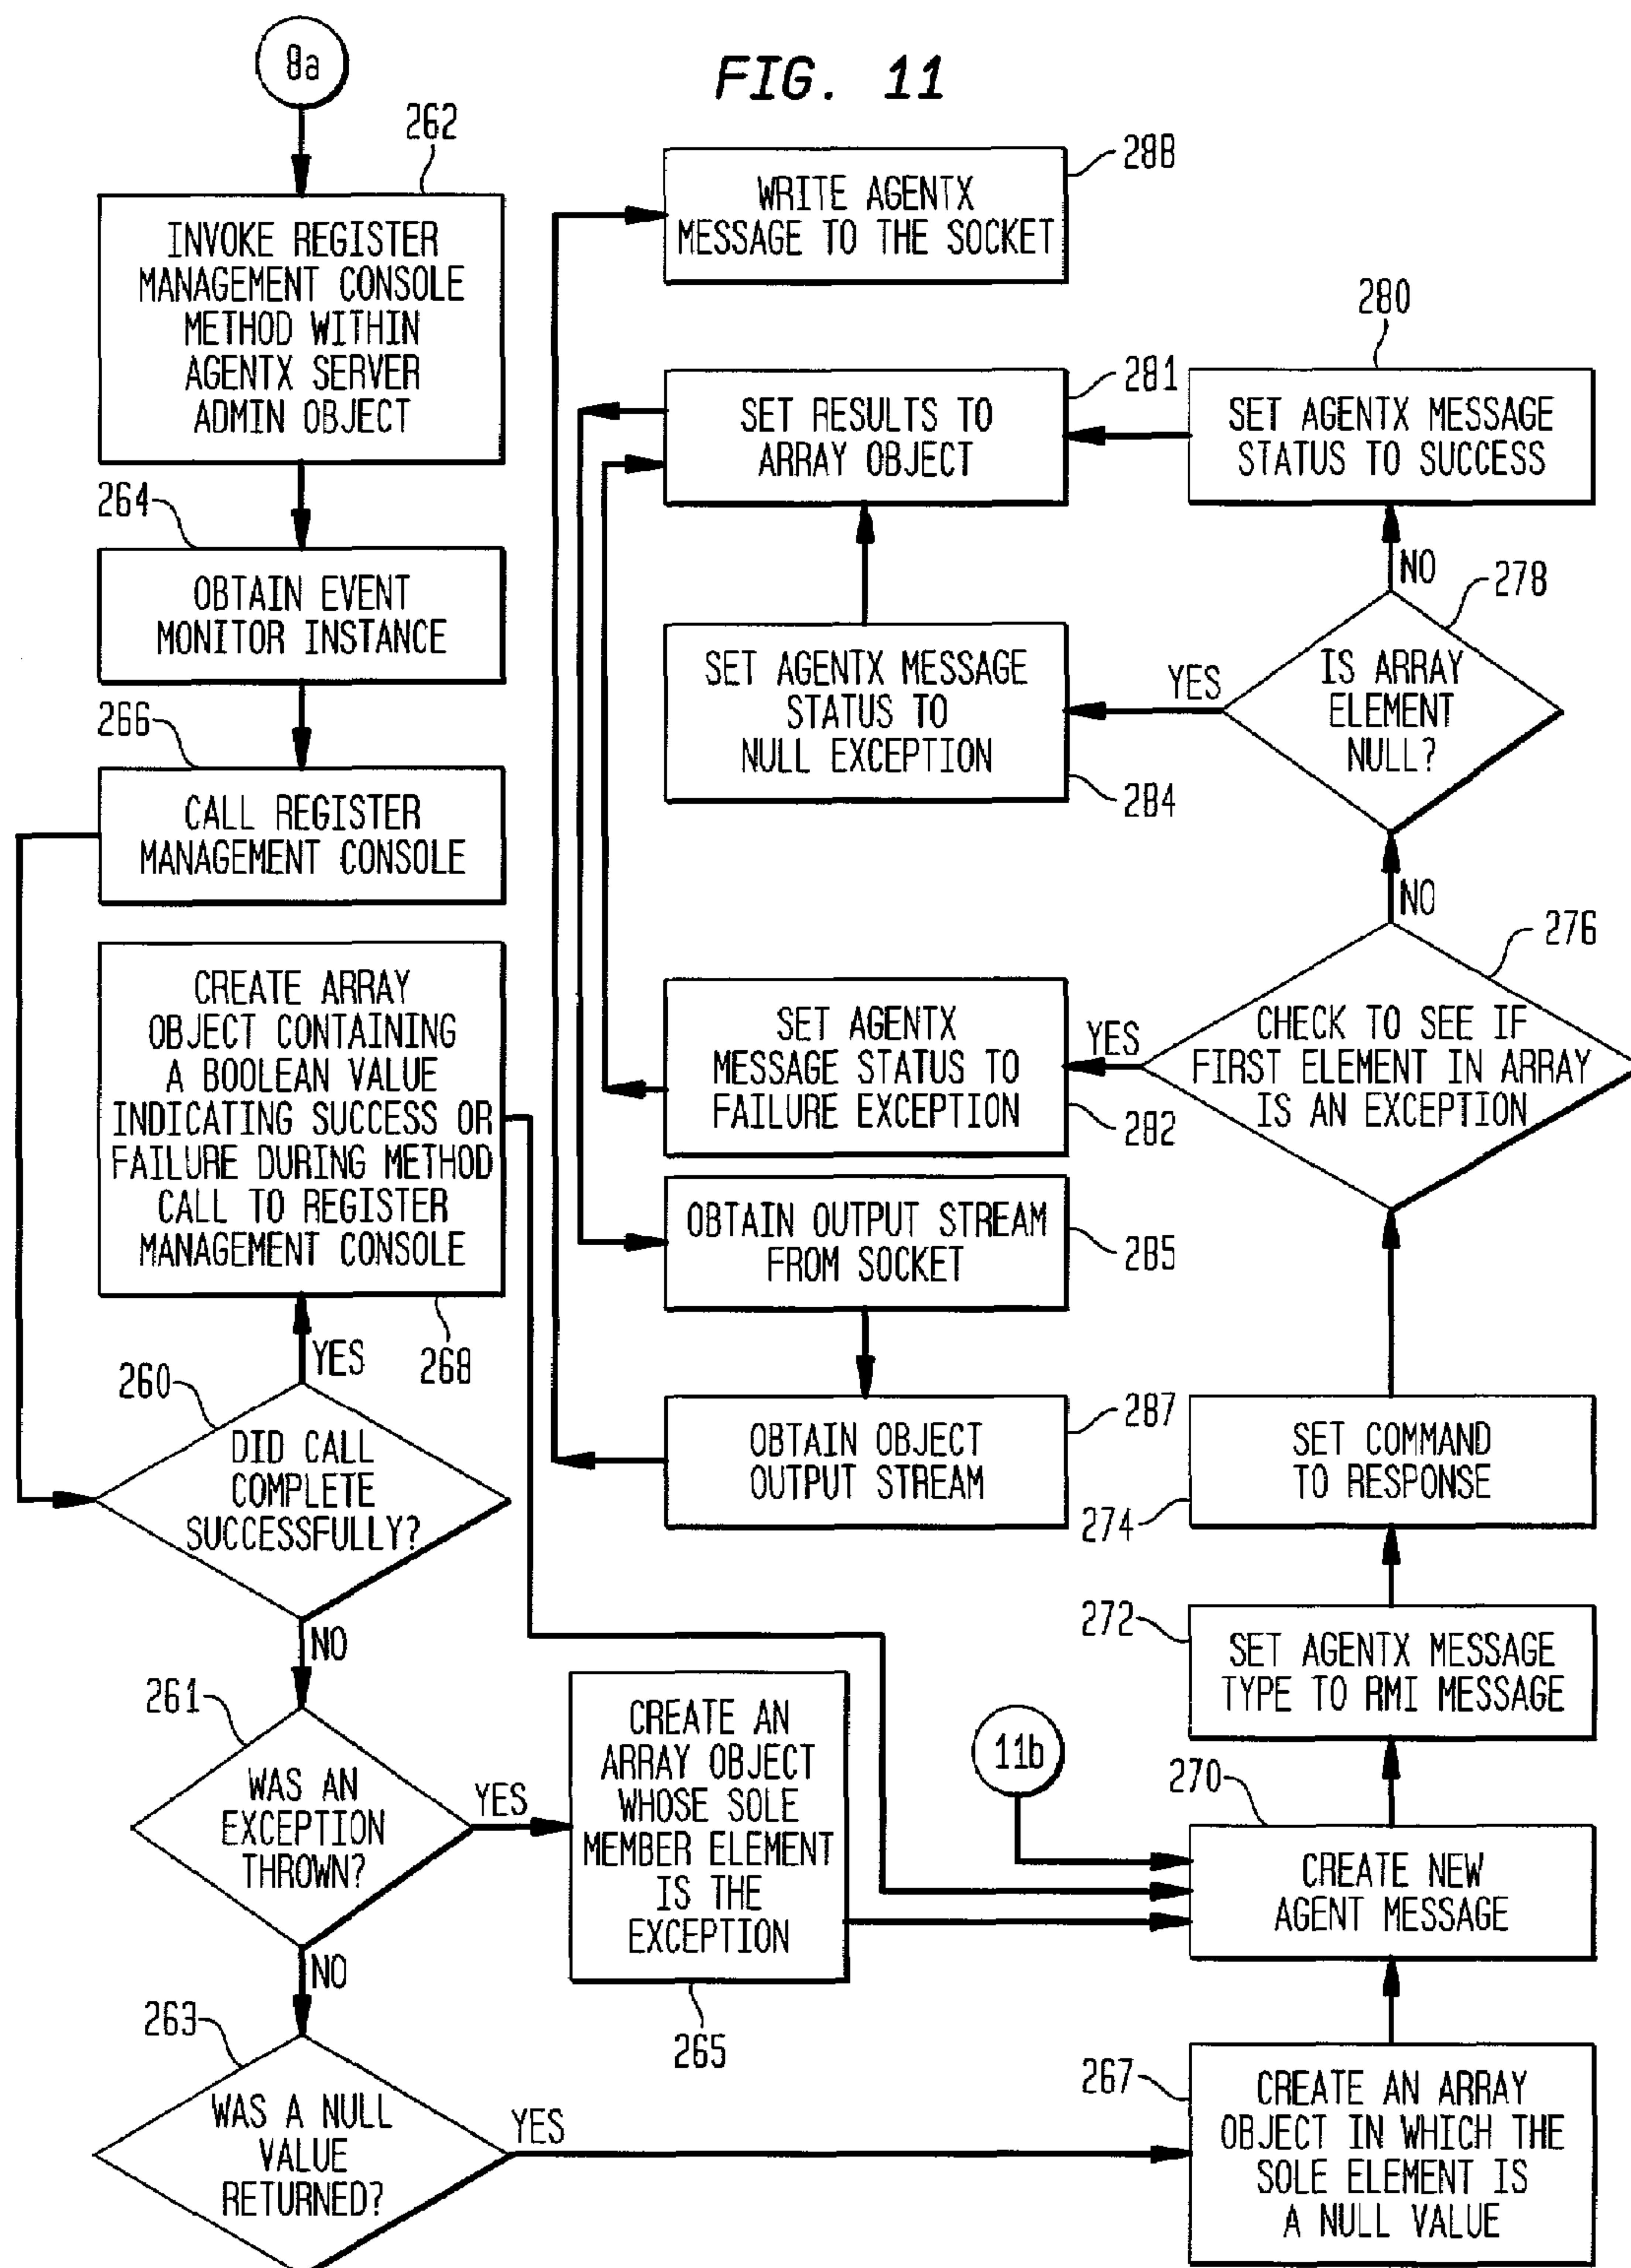 8a
FIG. 11
262
INVOKE REGISTER
MANAGEMENT CONSOLE
METHOD WITHIN
AGENTX SERVER
ADMIN OBJECT
264
OBTAIN EVENT
MONITOR INSTANCE
266
CALL REGISTER
MANAGEMENT CONSOLE
CREATE ARRAY
OBJECT CONTAINING
A BOOLEAN VALUE
INDICATING SUCCESS OR
FAILURE DURING METHOD
CALL TO REGISTER
MANAGEMENT CONSOLE
268
YES
260
DID CALL
COMPLETE
SUCCESSFULLY?
NO
261
WAS AN
EXCEPTION
THROWN?
YES
NO
263
WAS A NULL
VALUE
RETURNED?
YES
CREATE AN
ARRAY OBJECT
WHOSE SOLE
MEMBER ELEMENT
IS THE
EXCEPTION
265
288
WRITE AGENTX
MESSAGE TO THE SOCKET
281
SET RESULTS TO
ARRAY OBJECT
SET AGENTX MESSAGE
STATUS TO
NULL EXCEPTION
284
SET AGENTX
MESSAGE STATUS TO
FAILURE EXCEPTION
282
OBTAIN OUTPUT STREAM
FROM SOCKET
285
OBTAIN OBJECT
OUTPUT STREAM
287
280
SET AGENTX MESSAGE
STATUS TO SUCCESS
NO
278
IS ARRAY
ELEMENT
NULL?
YES
NO
276
CHECK TO SEE IF
FIRST ELEMENT IN ARRAY
IS AN EXCEPTION
YES
SET COMMAND
TO RESPONSE
274
272
SET AGENTX MESSAGE
TYPE TO RMI MESSAGE
11b
270
CREATE NEW
AGENT MESSAGE
267
CREATE AN ARRAY
OBJECT IN WHICH THE
SOLE ELEMENT IS
A NULL VALUE